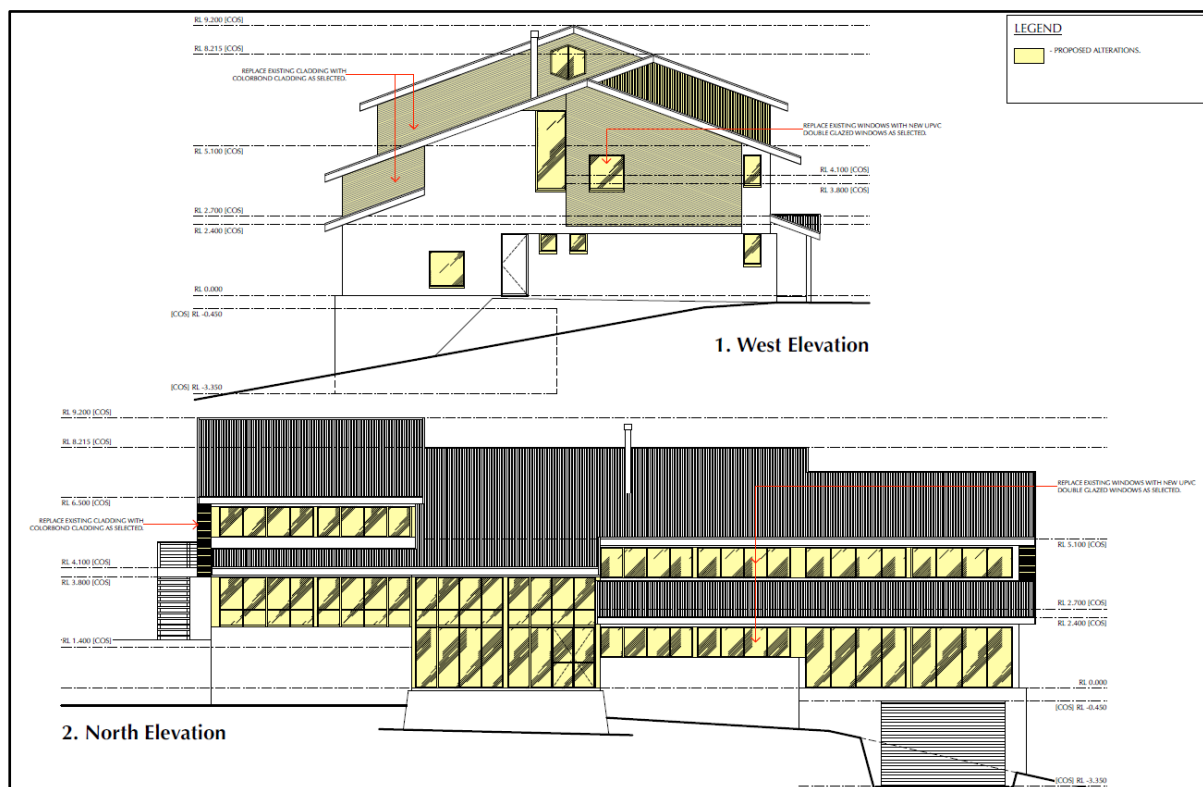 RL 9.200 [COS]
RL 8.215 [COS]
REPLACE EXISTING CLADDING WITH
COLORBOND CLADDING AS SELECTED.
RL 5.100 [COS]
RL 2.700 [COS]
RL 2.400 [COS]
RL 0.000
[COS] RL -0.450
[COS] RL -3.350
REPLACE EXISTING WINDOWS WITH NEW UPVC
DOUBLE GLAZED WINDOWS AS SELECTED.
RL 4.100 [COS]
RL 3.800 [COS]
LEGEND
- PROPOSED ALTERATIONS.
1. West Elevation
RL 9.200 [COS]
RL 8.215 [COS]
RL 6.500 [COS]
REPLACE EXISTING CLADDING WITH
COLORBOND CLADDING AS SELECTED.
RL 4.100 [COS]
RL 3.800 [COS]
RL 1.400 [COS]
REPLACE EXISTING WINDOWS WITH NEW UPVC
DOUBLE GLAZED WINDOWS AS SELECTED.
RL 5.100 [COS]
RL 2.700 [COS]
RL 2.400 [COS]
RL 0.000
[COS] RL -0.450
[COS] RL -3.350
2. North Elevation